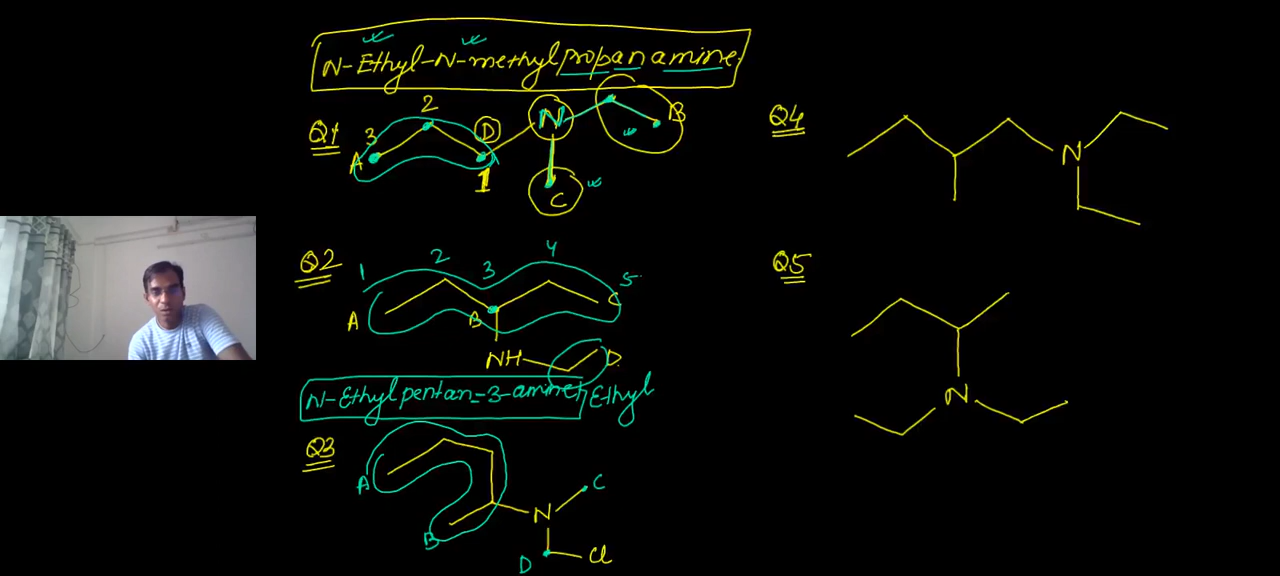 N-Ethyl-N-methylpropanamine
Q1
3 2 D N B
A 1 C
Q2
1 2 3 4 5
A B C
NH D
N-Ethylpentan-3-amine Ethyl
Q3
A B N C
D Cl
Q4
N
Q5
N